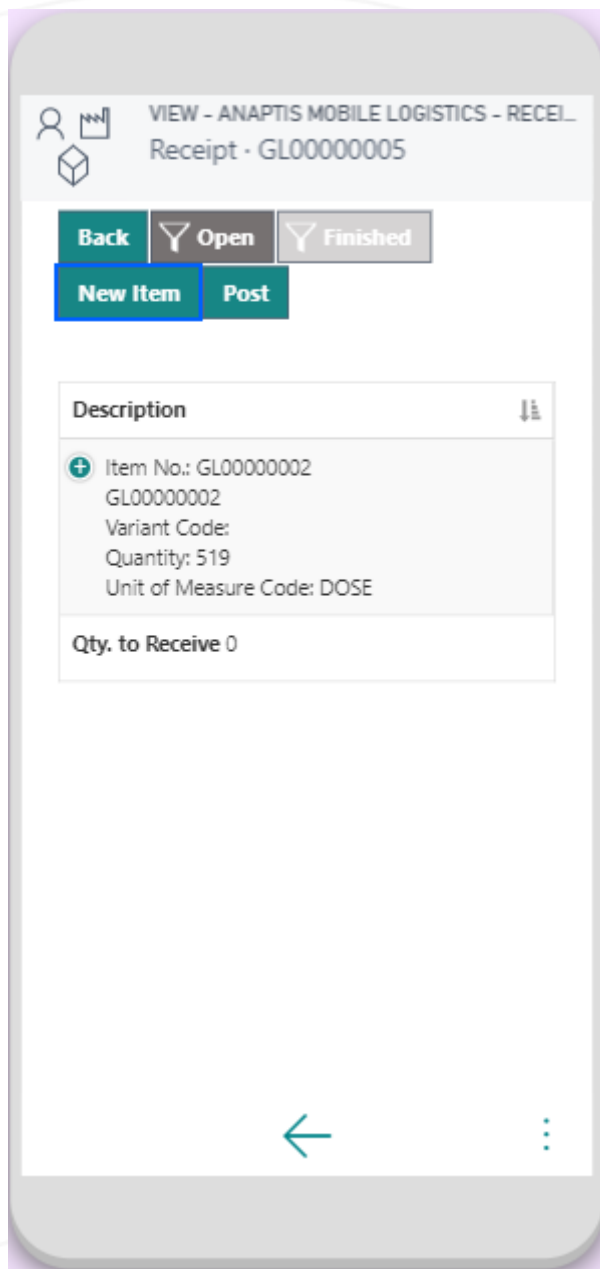 VIEW - ANAPTIS MOBILE LOGISTICS - RECEI...
Receipt · GL00000005
Back
Open
Finished
New Item
Post
Description
Item No.: GL00000002
GL00000002
Variant Code:
Quantity: 519
Unit of Measure Code: DOSE
Qty. to Receive 0